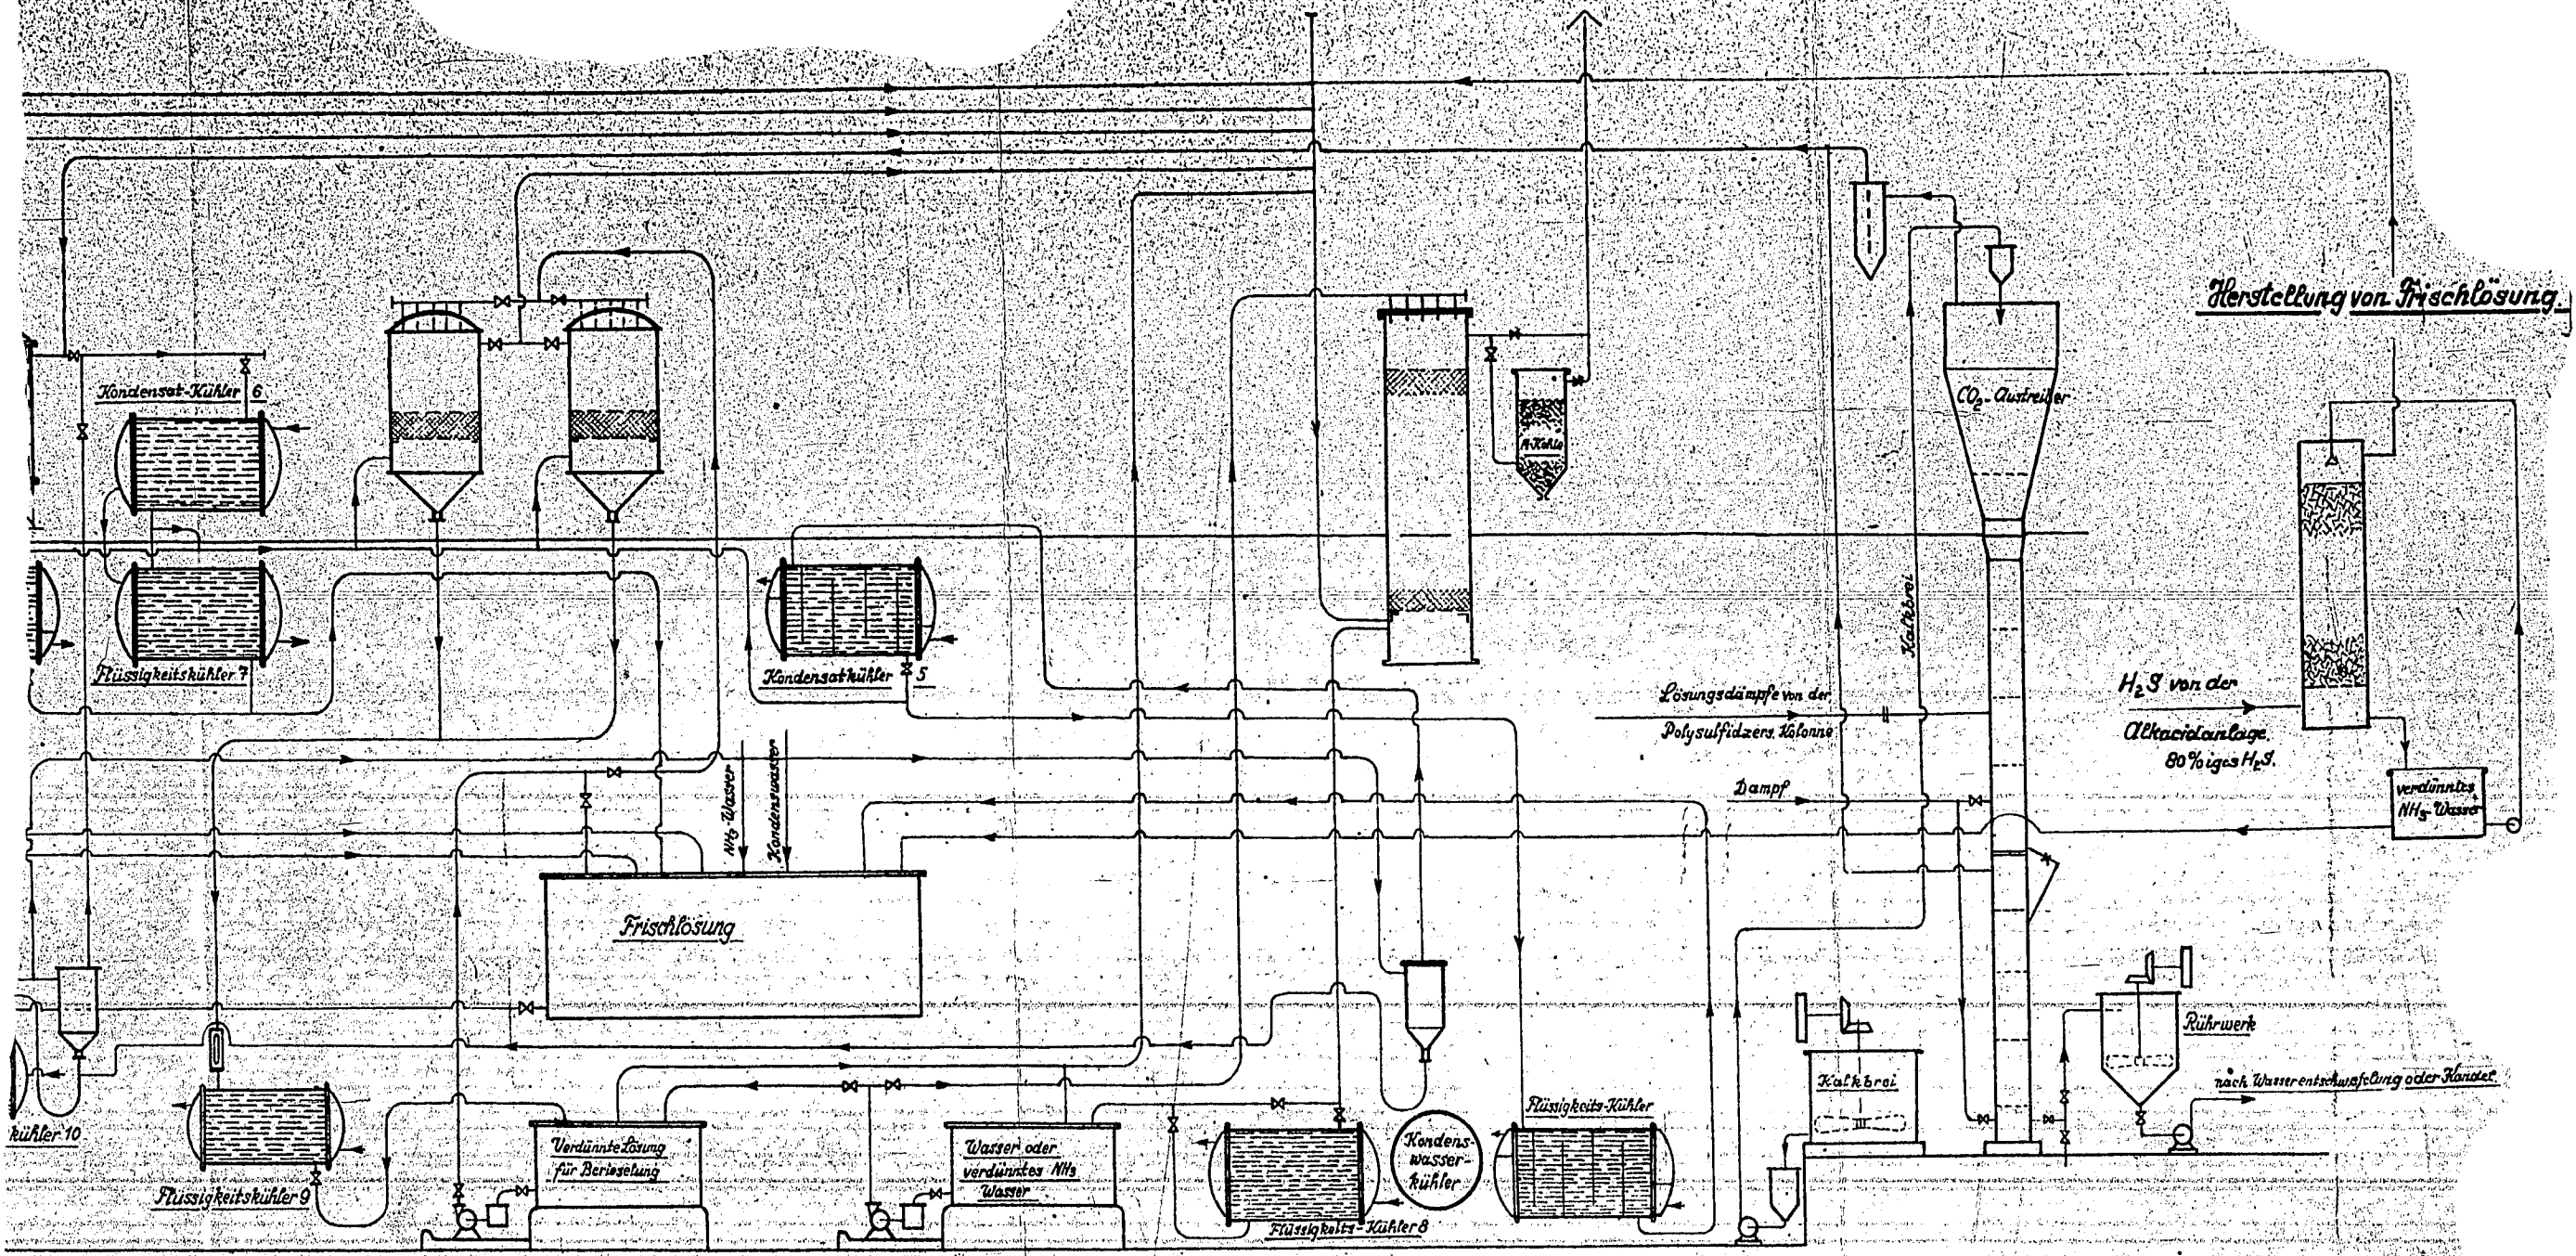 Herstellung von Frischlösung.
Kondensat-Kühler 6
CO₂-Austreiber
A-Kohle
Flüssigkeitskühler 7
Kondensatkühler 5
Kalkbrei
Lösungsdämpfe von der
Polysulfidzers. Kolonne
H₂S von der
Alkacidanlage.
80%iges H₂S.
Dampf
verdünntes
NH₃-Wasser
NH₃-Wasser
Kondenswasser
Frischlösung
Rührwerk
Kalkbrei
nach Wasserentschwefelung oder Kandel.
kühler 10
Flüssigkeitskühler 9
Verdünnte Lösung
für Berieselung
Wasser oder
verdünntes NH₃
Wasser
Flüssigkeits-Kühler 8
Kondens-
wasser-
kühler
Flüssigkeits-Kühler